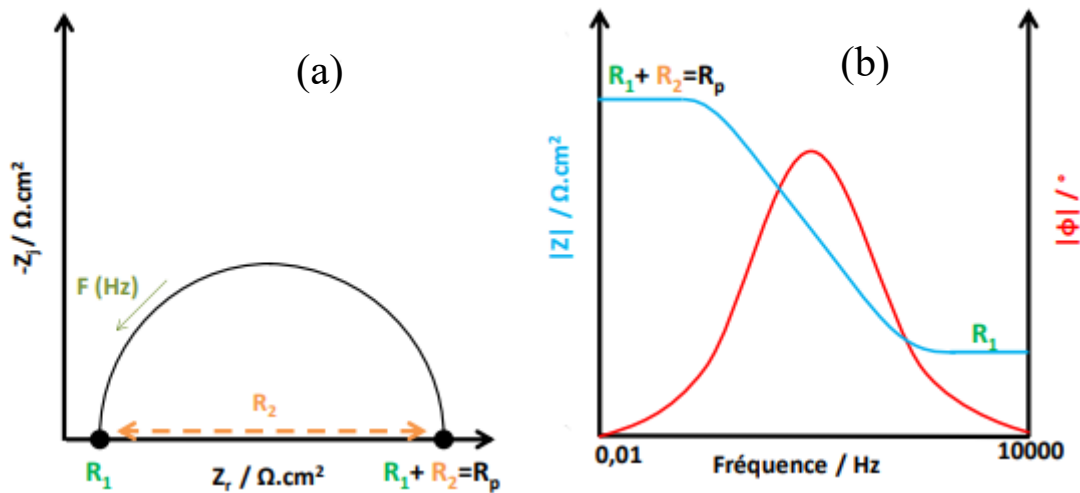 (a)
-Zj / Ω.cm²
F (Hz)
R2
R1
Zr / Ω.cm²
R1+ R2=Rp
(b)
R1+ R2=Rp
|Z| / Ω.cm²
|ϕ| / °
R1
0,01
Fréquence / Hz
10000